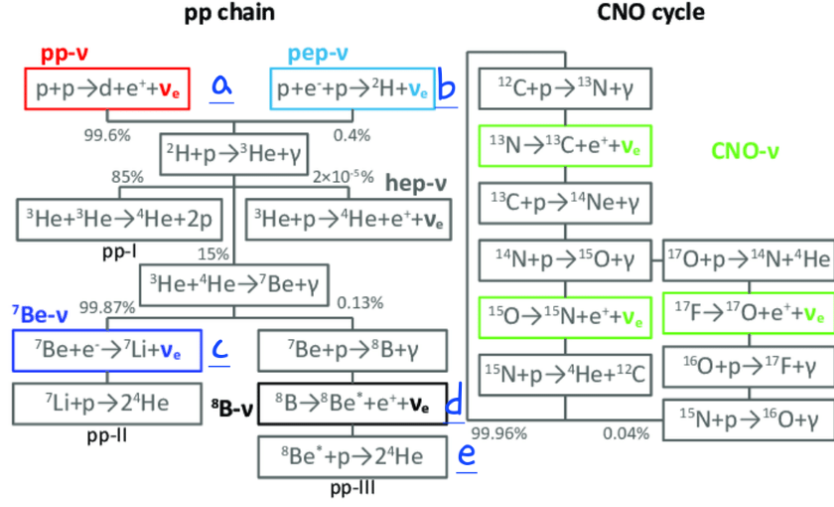 pp chain
CNO cycle
pp-ν
pep-ν
p+p→d+e⁺+νₑ
a
p+e⁻+p→²H+νₑ
b
99.6%
0.4%
²H+p→³He+γ
85%
2×10⁻⁵%
hep-ν
³He+³He→⁴He+2p
³He+p→⁴He+e⁺+νₑ
pp-I
15%
³He+⁴He→⁷Be+γ
⁷Be-ν
99.87%
0.13%
⁷Be+e⁻→⁷Li+νₑ
c
⁷Be+p→⁸B+γ
⁷Li+p→2⁴He
pp-II
⁸B-ν
⁸B→⁸Be*+e⁺+νₑ
d
⁸Be*+p→2⁴He
e
pp-III
¹²C+p→¹³N+γ
¹³N→¹³C+e⁺+νₑ
CNO-ν
¹³C+p→¹⁴Ne+γ
¹⁴N+p→¹⁵O+γ
¹⁷O+p→¹⁴N+⁴He
¹⁵O→¹⁵N+e⁺+νₑ
¹⁷F→¹⁷O+e⁺+νₑ
¹⁵N+p→⁴He+¹²C
¹⁶O+p→¹⁷F+γ
¹⁵N+p→¹⁶O+γ
99.96%
0.04%